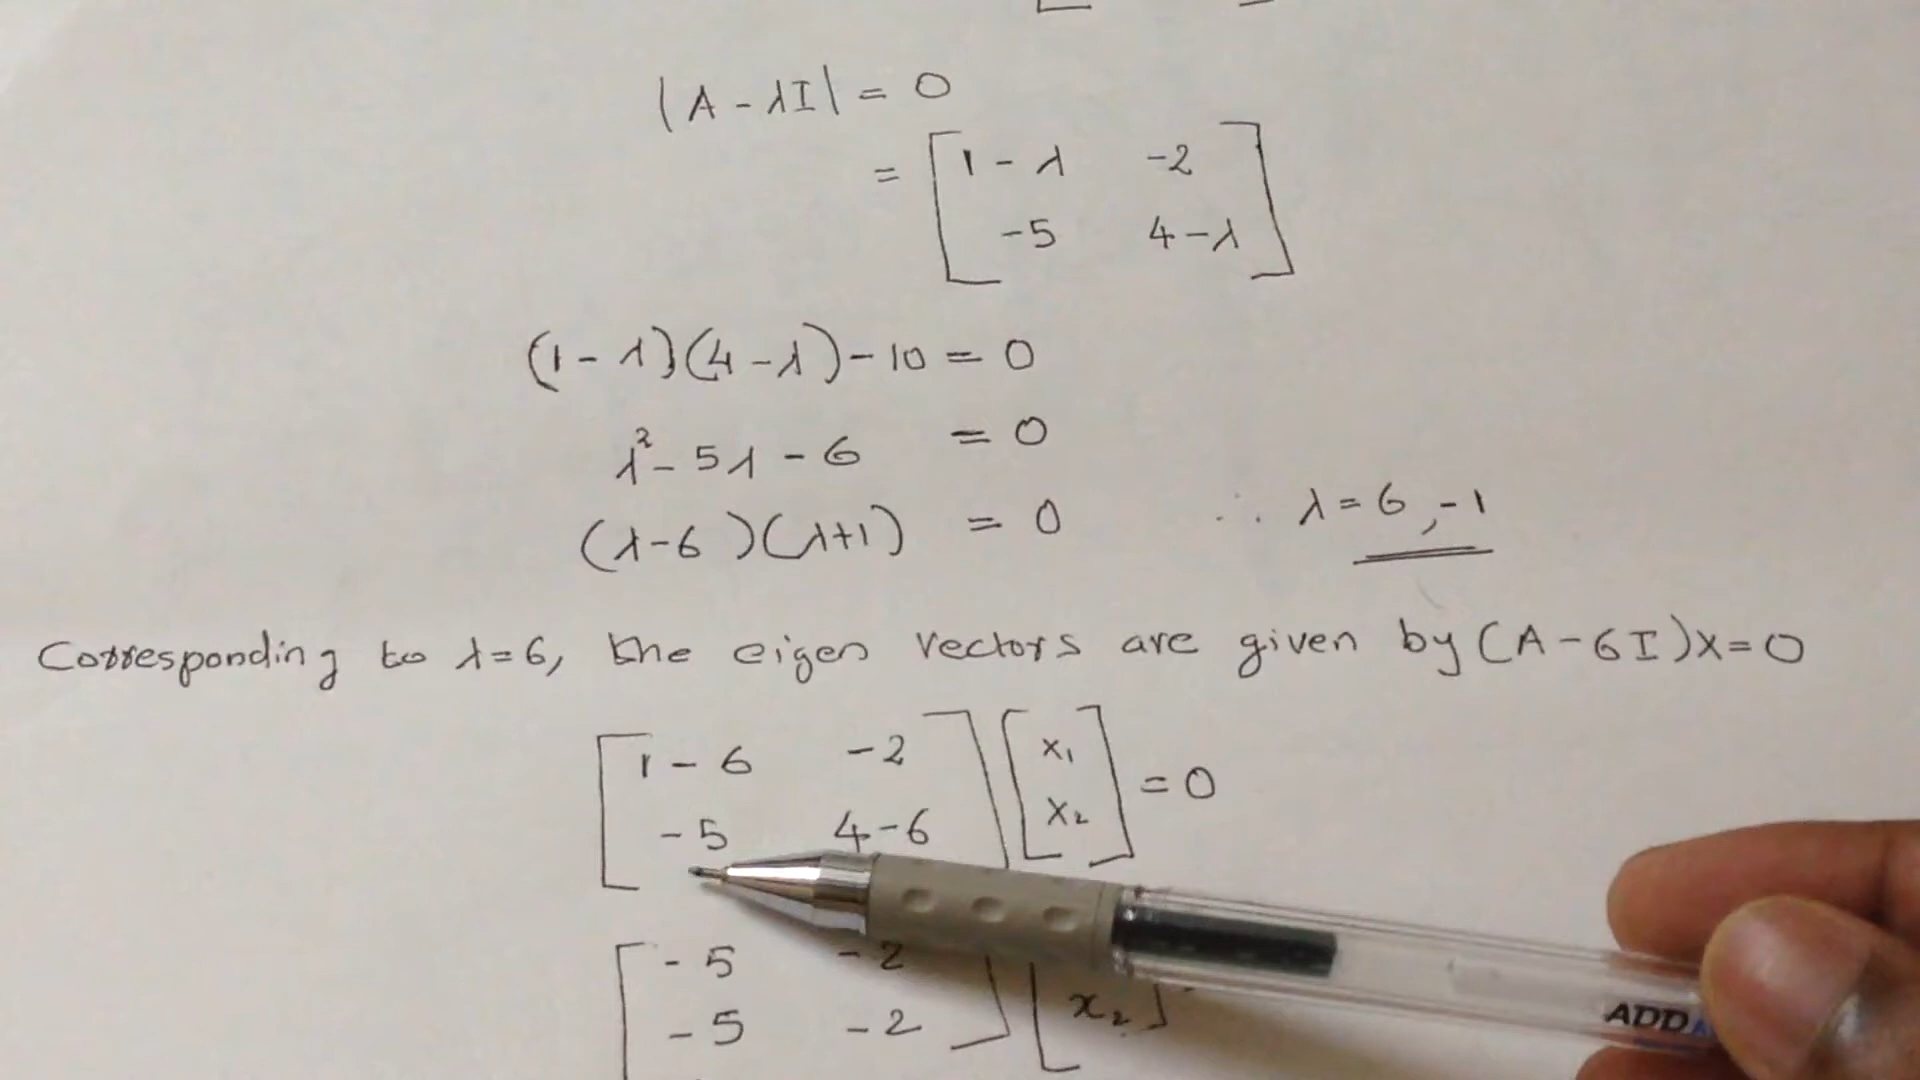 |A - λI| = 0
= [1 - λ -2
-5 4 - λ]
(1 - λ)(4 - λ) - 10 = 0
λ² - 5λ - 6 = 0
(λ - 6)(λ + 1) = 0 ∴ λ = 6, -1
Corresponding to λ = 6, the eigen vectors are given by (A - 6I)X = 0
[1 - 6 -2 [x₁
-5 4 - 6] x₂] = 0
[-5 -2
-5 -2] [x₂]
ADD